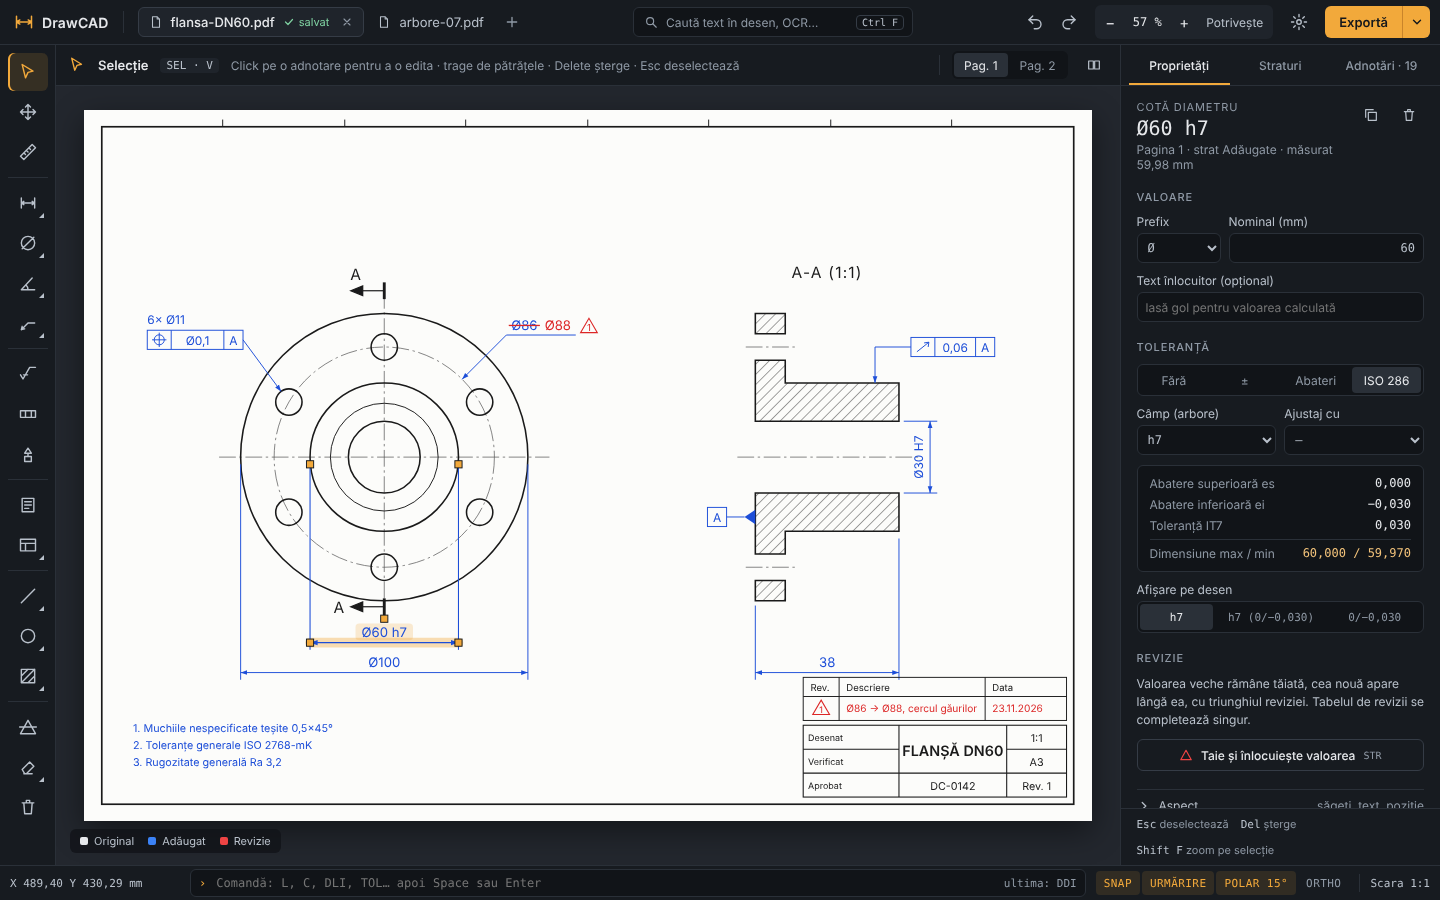 DrawCAD
flansa-DN60.pdf
salvat
arbore-07.pdf
Caută text în desen, OCR...
Ctrl F
57 %
Potrivește
Exportă
Selecție
SEL · V
Click pe o adnotare pentru a o edita · trage de pătrățele · Delete șterge · Esc deselectează
Pag. 1
Pag. 2
Proprietăți
Straturi
Adnotări · 19
COTĂ DIAMETRU
Ø60 h7
Pagina 1 · strat Adăugate · măsurat
59,98 mm
VALOARE
Prefix
Nominal (mm)
Ø
60
Text înlocuitor (opțional)
lasă gol pentru valoarea calculată
TOLERANȚĂ
Fără
±
Abateri
ISO 286
Câmp (arbore)
Ajustaj cu
h7
—
Abatere superioară es
0,000
Abatere inferioară ei
−0,030
Toleranță IT7
0,030
Dimensiune max / min
60,000 / 59,970
Afișare pe desen
h7
h7 (0/−0,030)
0/−0,030
REVIZIE
Valoarea veche rămâne tăiată, cea nouă apare
lângă ea, cu triunghiul reviziei. Tabelul de revizii se
completează singur.
Taie și înlocuiește valoarea
STR
Aspect
săgeți, text, poziție
Esc deselectează
Del șterge
Shift F zoom pe selecție
A
6× Ø11
Ø0,1
A
Ø86 Ø88
1
A-A (1:1)
0,06
A
Ø30 H7
A
A
Ø60 h7
Ø100
38
Rev.
Descriere
Data
1
Ø86 → Ø88, cercul găurilor
23.11.2026
Desenat
FLANȘĂ DN60
1:1
Verificat
A3
Aprobat
DC-0142
Rev. 1
1. Muchiile nespecificate teșite 0,5×45°
2. Toleranțe generale ISO 2768-mK
3. Rugozitate generală Ra 3,2
Original
Adăugat
Revizie
X 489,40 Y 430,29 mm
Comandă: L, C, DLI, TOL… apoi Space sau Enter
ultima: DDI
SNAP
URMĂRIRE
POLAR 15°
ORTHO
Scara 1:1